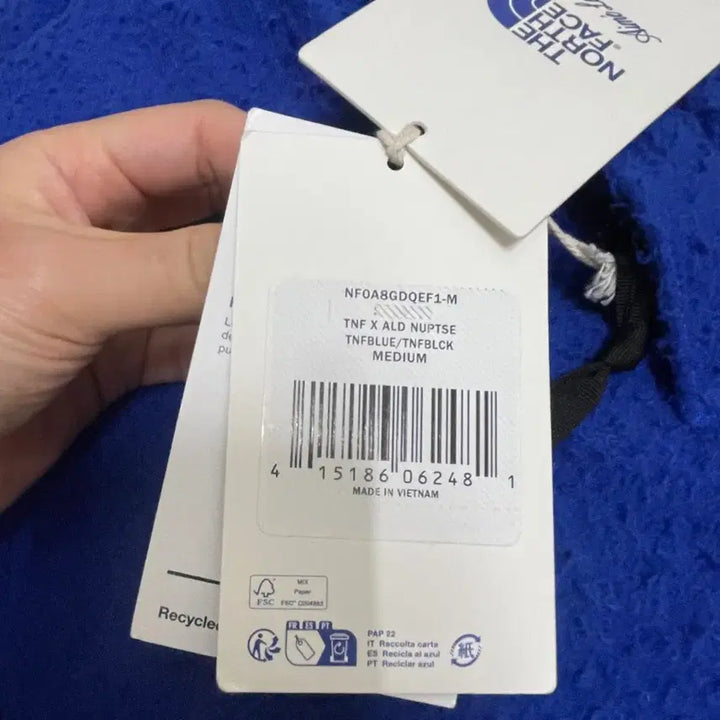 THE
NORTH
FACE®
NF0A8GDQEF1-M
TNF X ALD NUPTSE
TNFBLUE/TNFBLCK
MEDIUM
4 15186 06248 1
MADE IN VIETNAM
FSC
MIX
Paper
FR ES PT
PAP 22
IT Raccolta carta
ES Recicla al azul
PT Reciclar azul
紙